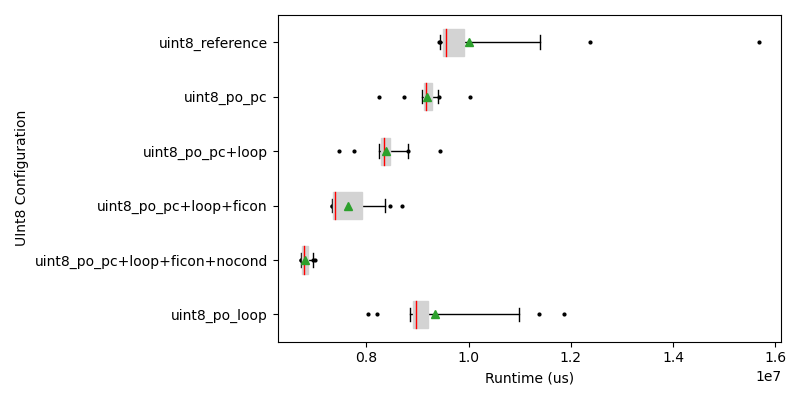 uint8_reference
uint8_po_pc
uint8_po_pc+loop
uint8_po_pc+loop+ficon
uint8_po_pc+loop+ficon+nocond
uint8_po_loop
UInt8 Configuration
0.8 1.0 1.2 1.4 1.6
1e7
Runtime (us)